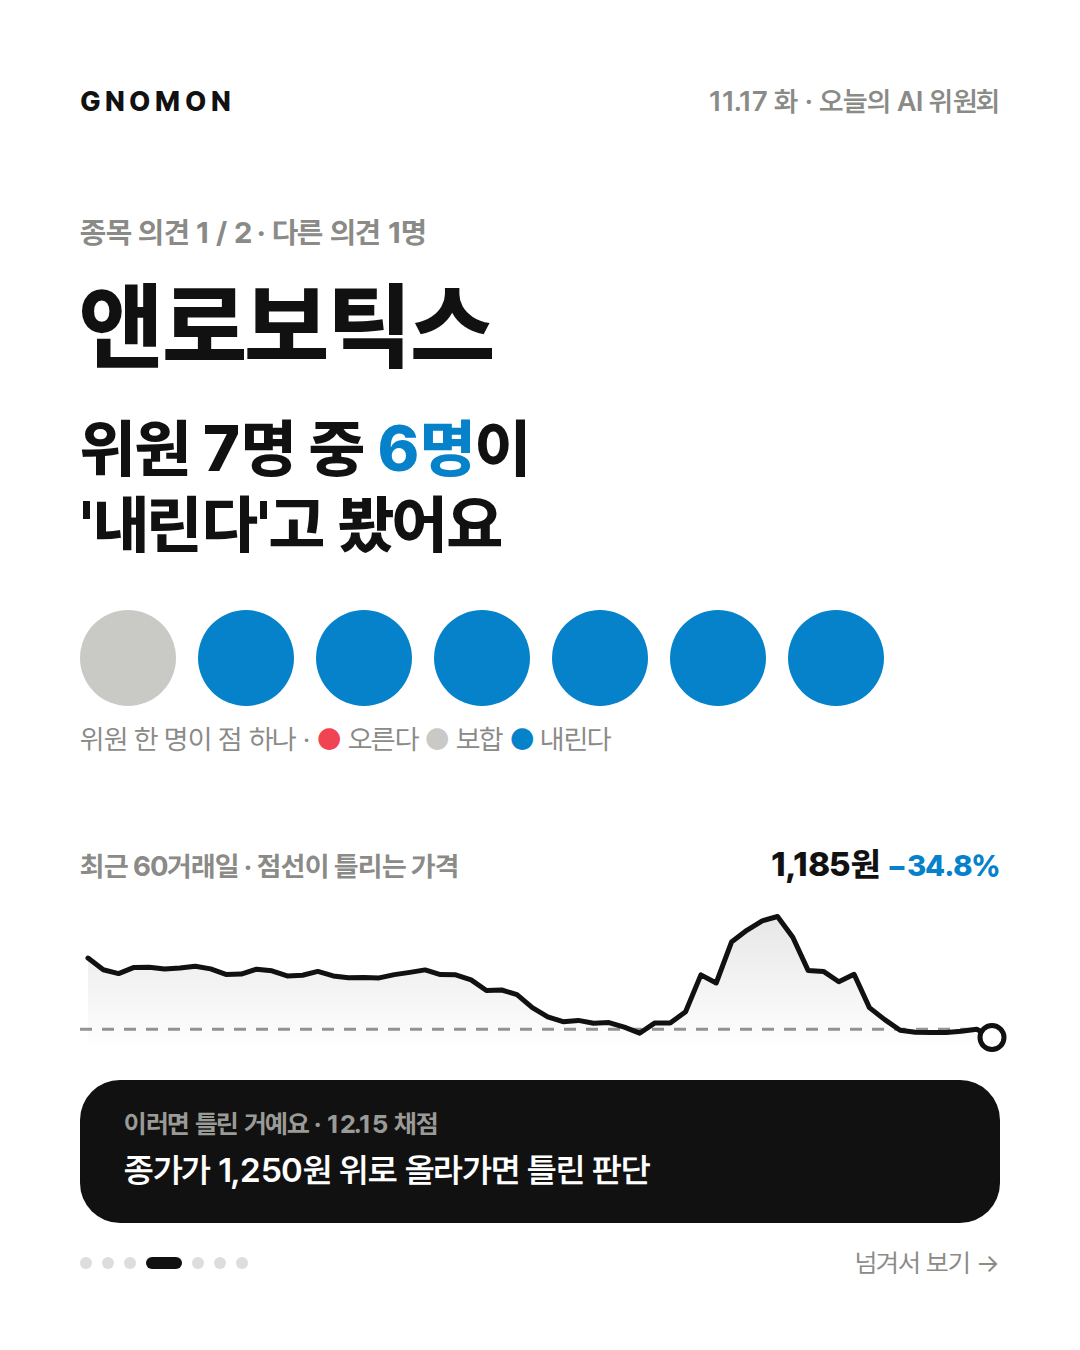 GNOMON
11.17 화 · 오늘의 AI 위원회
종목 의견 1 / 2 · 다른 의견 1명
앤로보틱스
위원 7명 중 6명이
'내린다'고 봤어요
위원 한 명이 점 하나 · 오른다 보합 내린다
최근 60거래일 · 점선이 틀리는 가격
1,185원 –34.8%
이러면 틀린 거예요 · 12.15 채점
종가가 1,250원 위로 올라가면 틀린 판단
넘겨서 보기 →